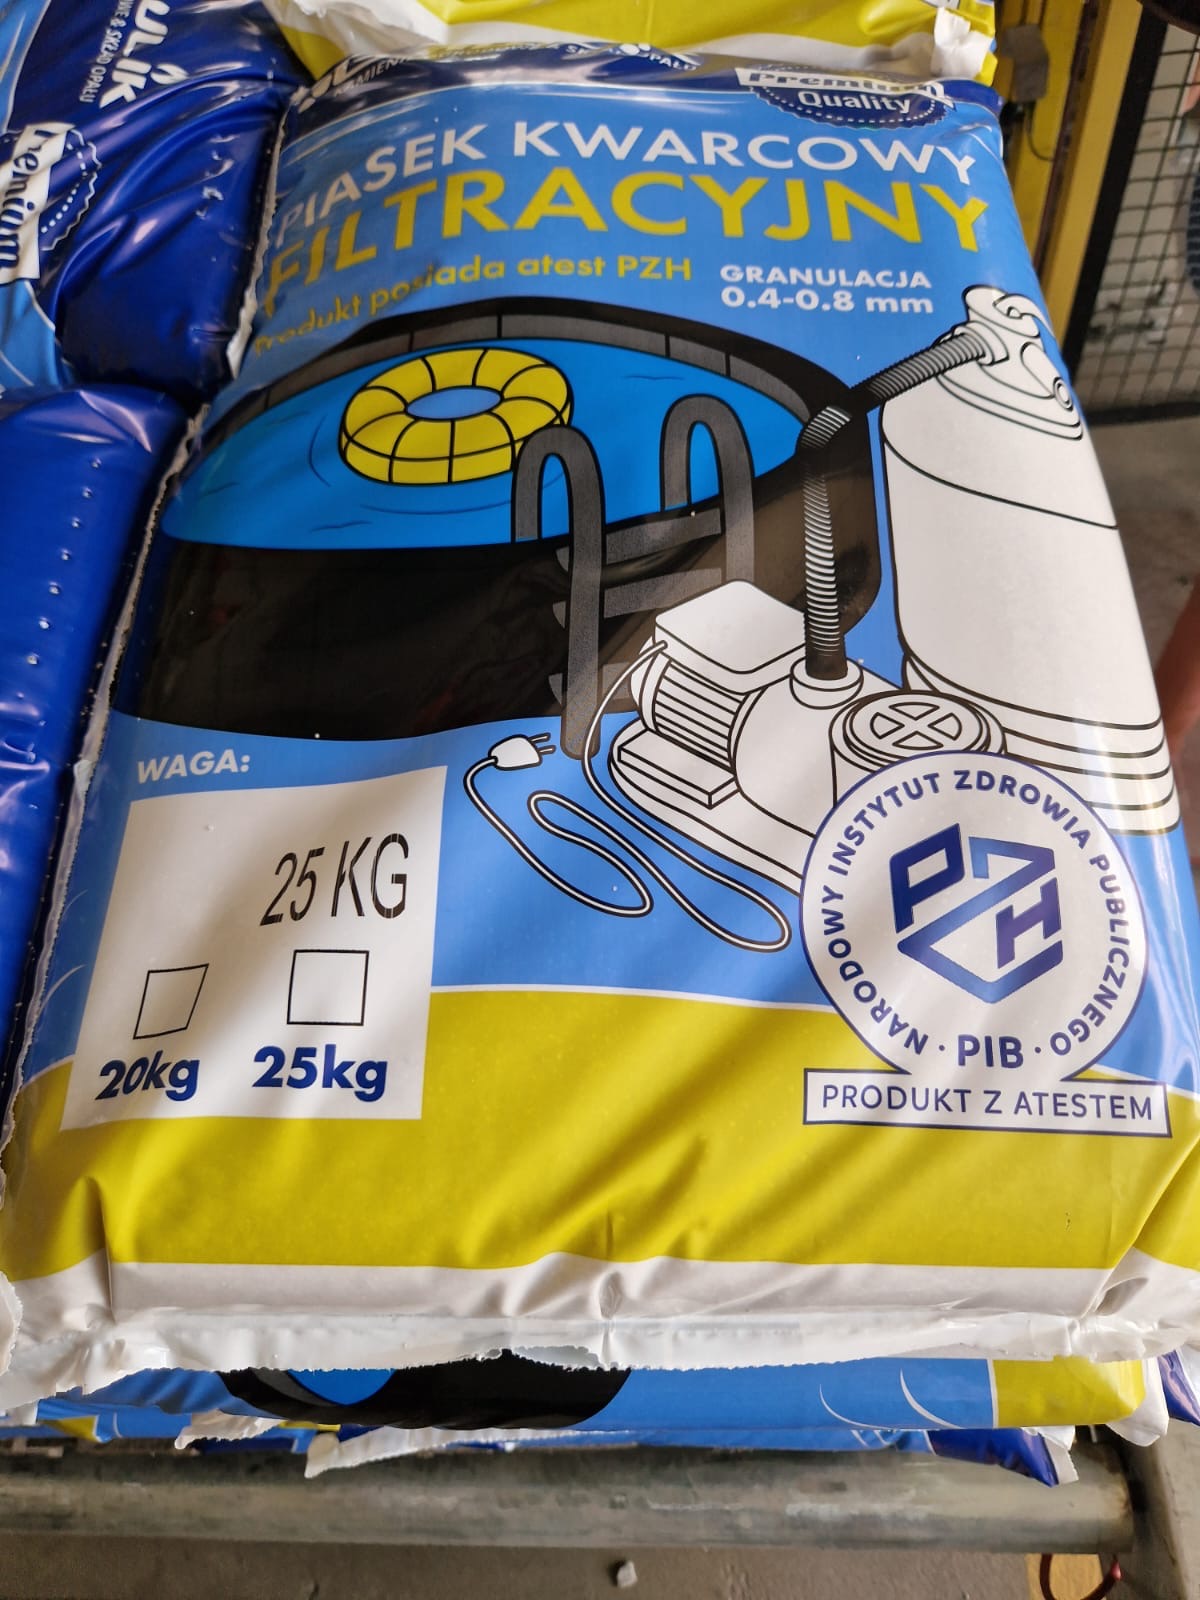 Premium
Quality
PIASEK KWARCOWY
FILTRACYJNY
Produkt posiada atest PZH
GRANULACJA
0.4-0.8 mm
WAGA:
25 KG
20kg
25kg
NARODOWY INSTYTUT ZDROWIA PUBLICZNEGO
PZH
· PIB ·
PRODUKT Z ATESTEM